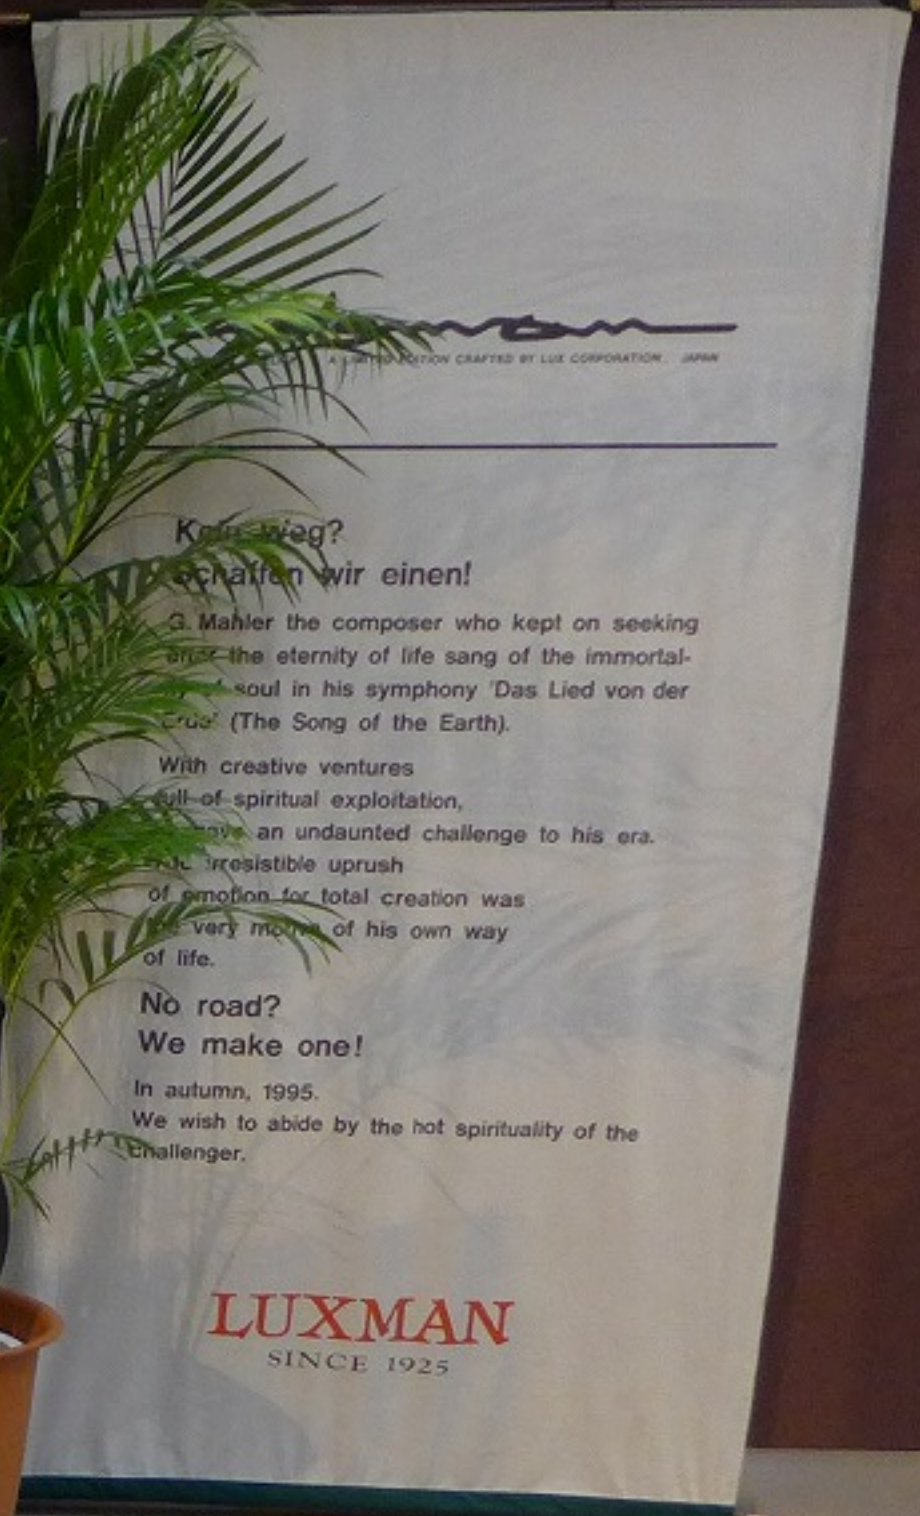 A LIMITED EDITION CRAFTED BY LUX CORPORATION. JAPAN
Kein weg?
Schaffen wir einen!
G. Mahler the composer who kept on seeking
after the eternity of life sang of the immortal-
soul in his symphony 'Das Lied von der
(The Song of the Earth).
With creative ventures
full of spiritual exploitation,
an undaunted challenge to his era.
irresistible uprush
of emotion for total creation was
very motive of his own way
of life.
No road?
We make one!
In autumn, 1995.
We wish to abide by the hot spirituality of the
challenger.
LUXMAN
SINCE 1925